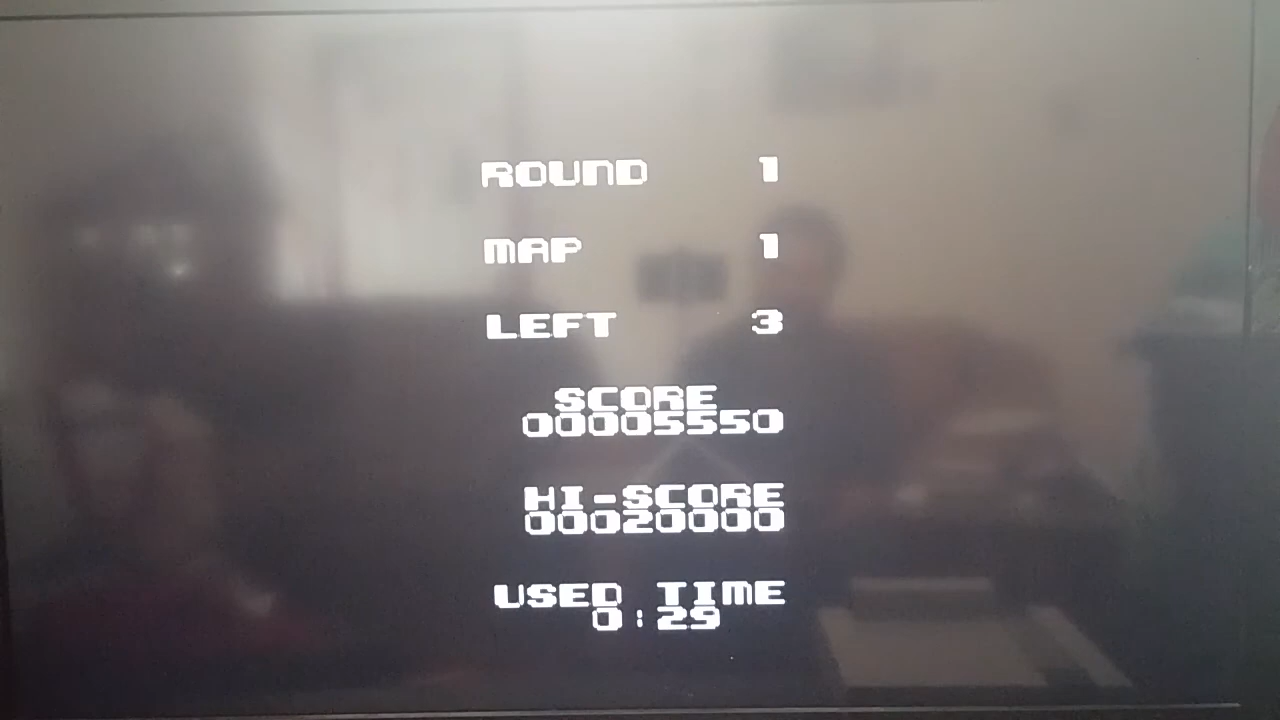 ROUND 1
MAP 1
LEFT 3
SCORE
00005550
HI-SCORE
00020000
USED TIME
0:29